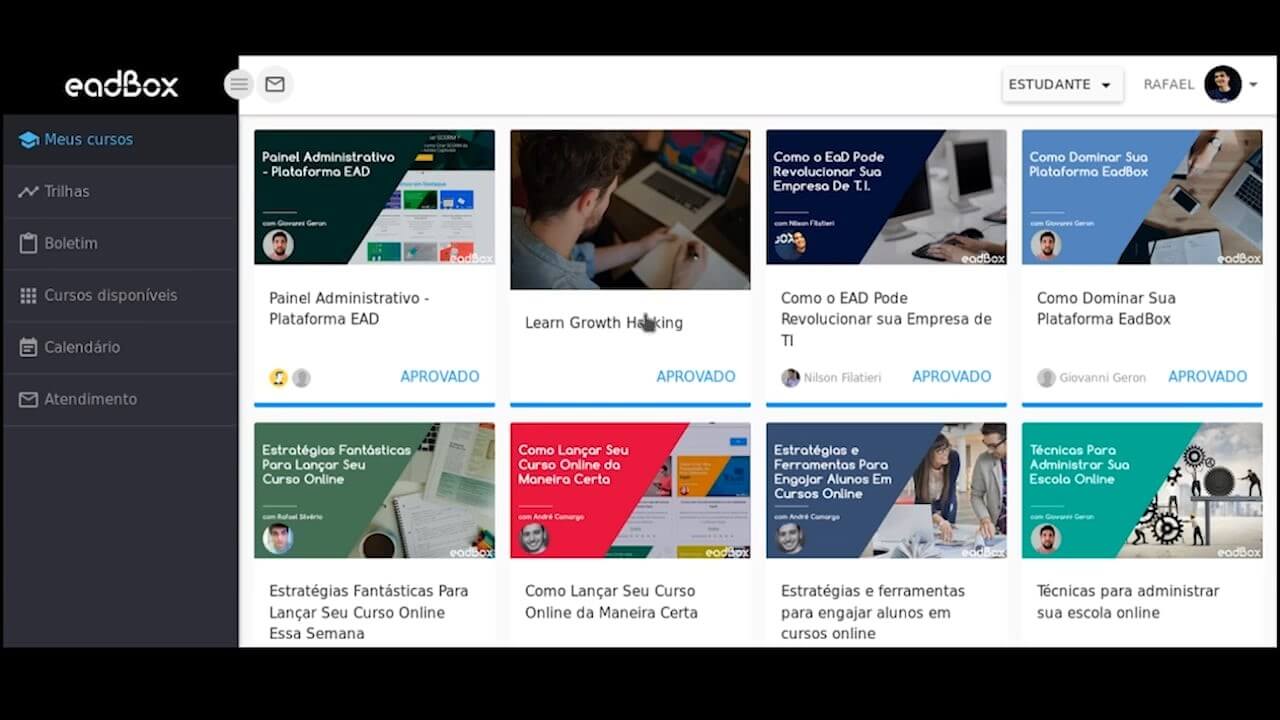 eadBox
ESTUDANTE
RAFAEL
Meus cursos
Trilhas
Boletim
Cursos disponíveis
Calendário
Atendimento
Painel Administrativo
- Plataforma EAD
com Giovanni Geron
eadBox
Painel Administrativo -
Plataforma EAD
APROVADO
Learn Growth Hacking
APROVADO
Como o EaD Pode
Revolucionar Sua
Empresa De T.I.
com Nilson Filatieri
eadBox
Como o EAD Pode
Revolucionar sua Empresa de
TI
Nilson Filatieri
APROVADO
Como Dominar Sua
Plataforma EadBox
com Giovanni Geron
eadBox
Como Dominar Sua
Plataforma EadBox
Giovanni Geron
APROVADO
Estratégias Fantásticas
Para Lançar Seu
Curso Online
com Rafael Silvério
eadBox
Estratégias Fantásticas Para
Lançar Seu Curso Online
Essa Semana
Como Lançar Seu
Curso Online da
Maneira Certa
com André Camargo
eadBox
Como Lançar Seu Curso
Online da Maneira Certa
Estratégias e
Ferramentas Para
Engajar Alunos Em
Cursos Online
com André Camargo
eadBox
Estratégias e ferramentas
para engajar alunos em
cursos online
Técnicas Para
Administrar Sua
Escola Online
com Giovanni Geron
eadBox
Técnicas para administrar
sua escola online